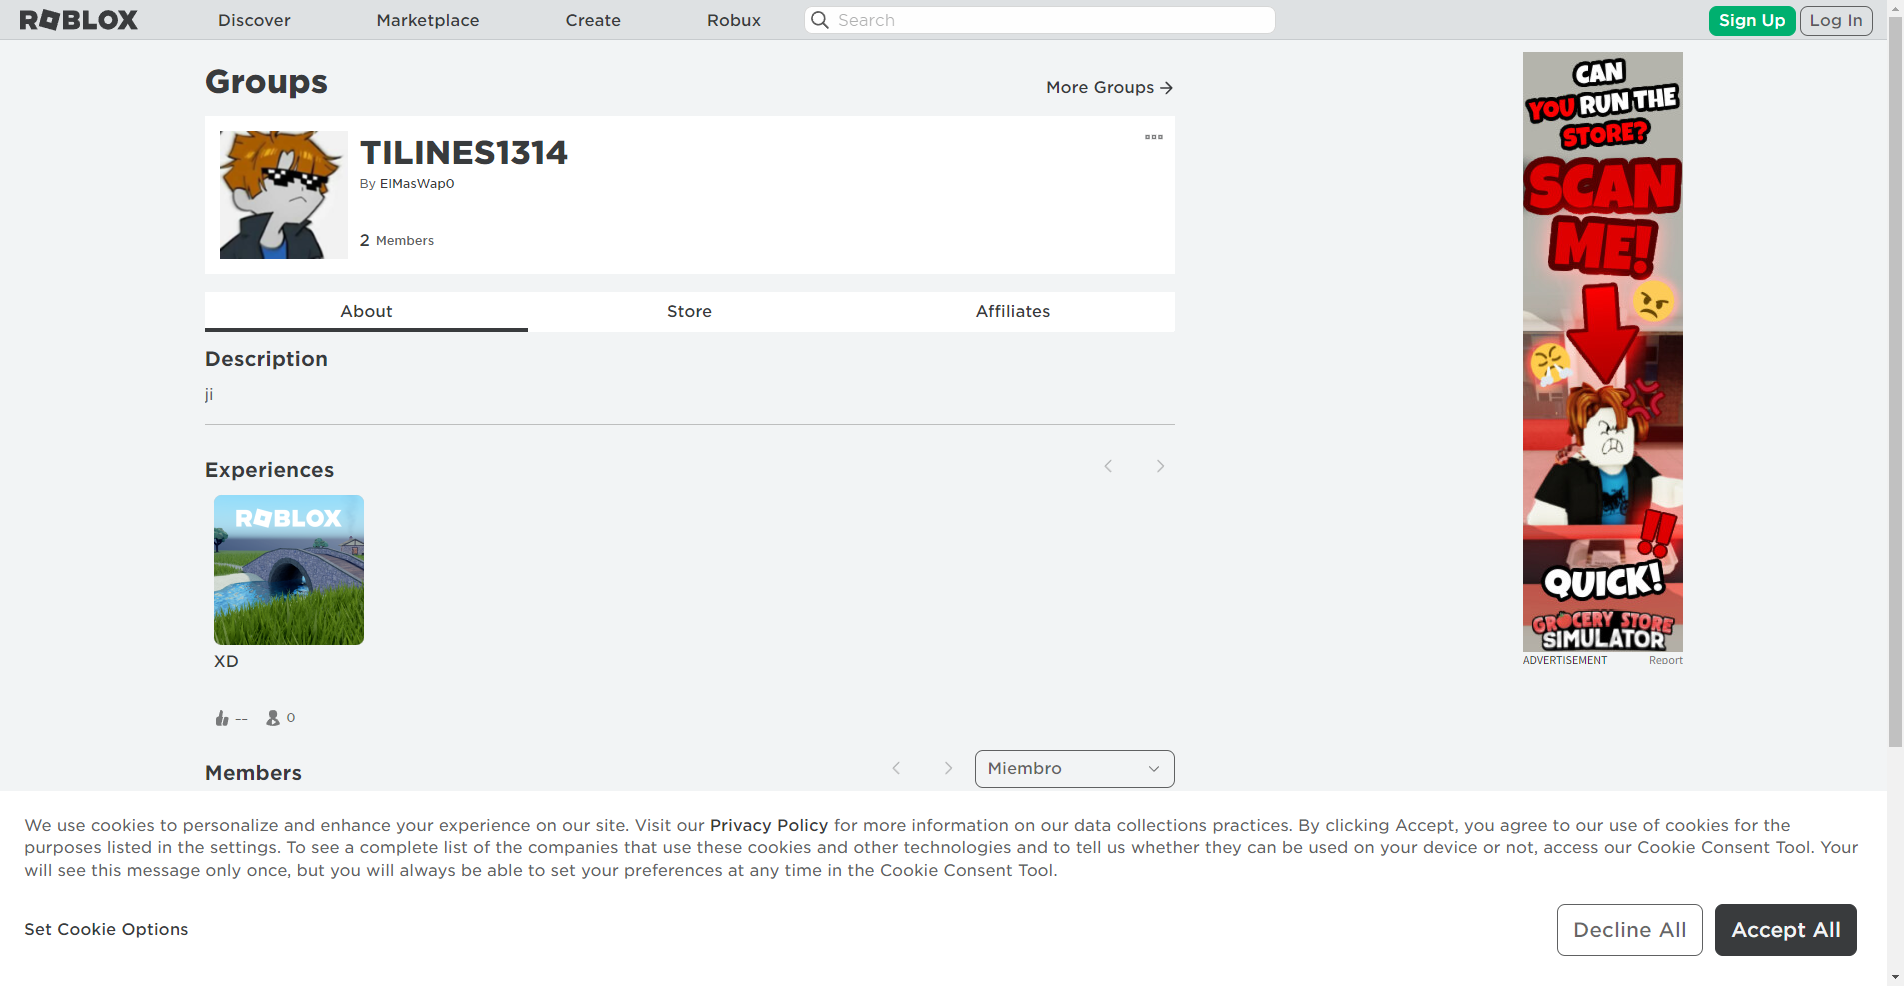 ROBLOX
Discover
Marketplace
Create
Robux
Search
Sign Up
Log In
Groups
More Groups
TILINES1314
By ElMasWap0
2 Members
About
Store
Affiliates
Description
ji
Experiences
ROBLOX
XD
--
0
Members
Miembro
CAN
YOU RUN THE
STORE?
SCAN
ME!
QUICK!
GROCERY STORE
SIMULATOR
ADVERTISEMENT
Report
We use cookies to personalize and enhance your experience on our site. Visit our Privacy Policy for more information on our data collections practices. By clicking Accept, you agree to our use of cookies for the
purposes listed in the settings. To see a complete list of the companies that use these cookies and other technologies and to tell us whether they can be used on your device or not, access our Cookie Consent Tool. Your
will see this message only once, but you will always be able to set your preferences at any time in the Cookie Consent Tool.
Set Cookie Options
Decline All
Accept All